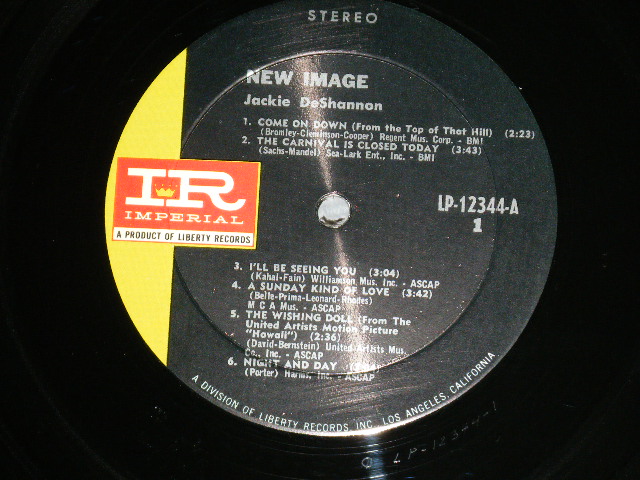 STEREO
NEW IMAGE
Jackie DeShannon
1. COME ON DOWN (From the Top of That Hill) (2:23)
(Bromley-Cleminson-Cooper) Regent Mus. Corp. - BMI
2. THE CARNIVAL IS CLOSED TODAY (3:43)
(Sachs-Mandel) Sea-Lark Ent., Inc. - BMI
IR
IMPERIAL
A PRODUCT OF LIBERTY RECORDS
LP-12344-A
1
3. I'LL BE SEEING YOU (3:04)
(Kahal-Fain) Williamson Mus. Inc. - ASCAP
4. A SUNDAY KIND OF LOVE (3:42)
(Belle-Prima-Leonard-Rhodes)
M C A Mus. - ASCAP
5. THE WISHING DOLL (From The
United Artists Motion Picture
"Hawaii") (2:36)
(David-Bernstein) United Artists Mus.
Co., Inc. - ASCAP
6. NIGHT AND DAY
(Porter) Harms, Inc. - ASCAP
A DIVISION OF LIBERTY RECORDS, INC., LOS ANGELES, CALIFORNIA